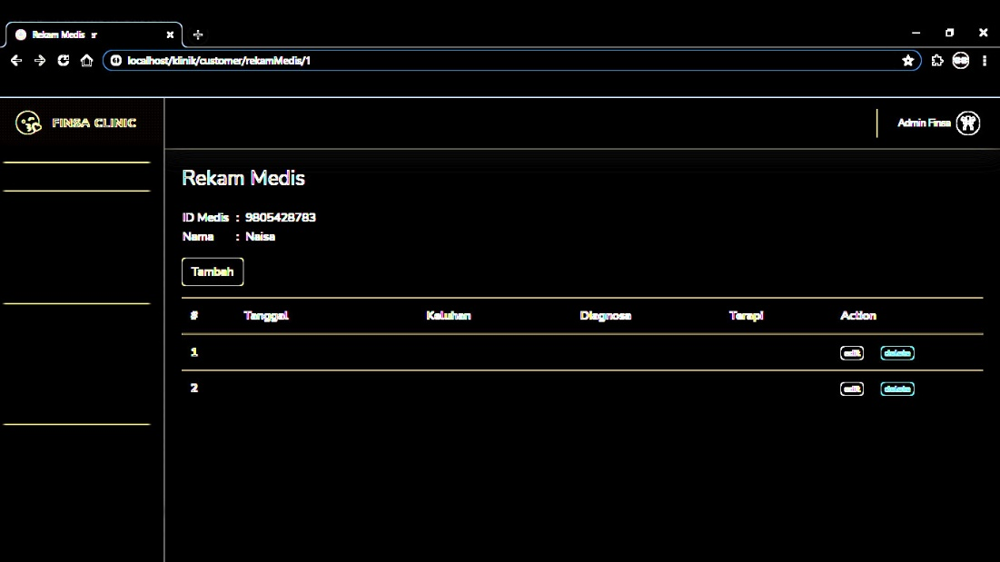 Rekam Medis
localhost/klinik/customer/rekamMedis/1
FINSA CLINIC
Admin Finsa
Rekam Medis
ID Medis : 9805428783
Nama : Naisa
Tambah
# Tanggal Keluhan Diagnosa Terapi Action
1 edit delete
2 edit delete